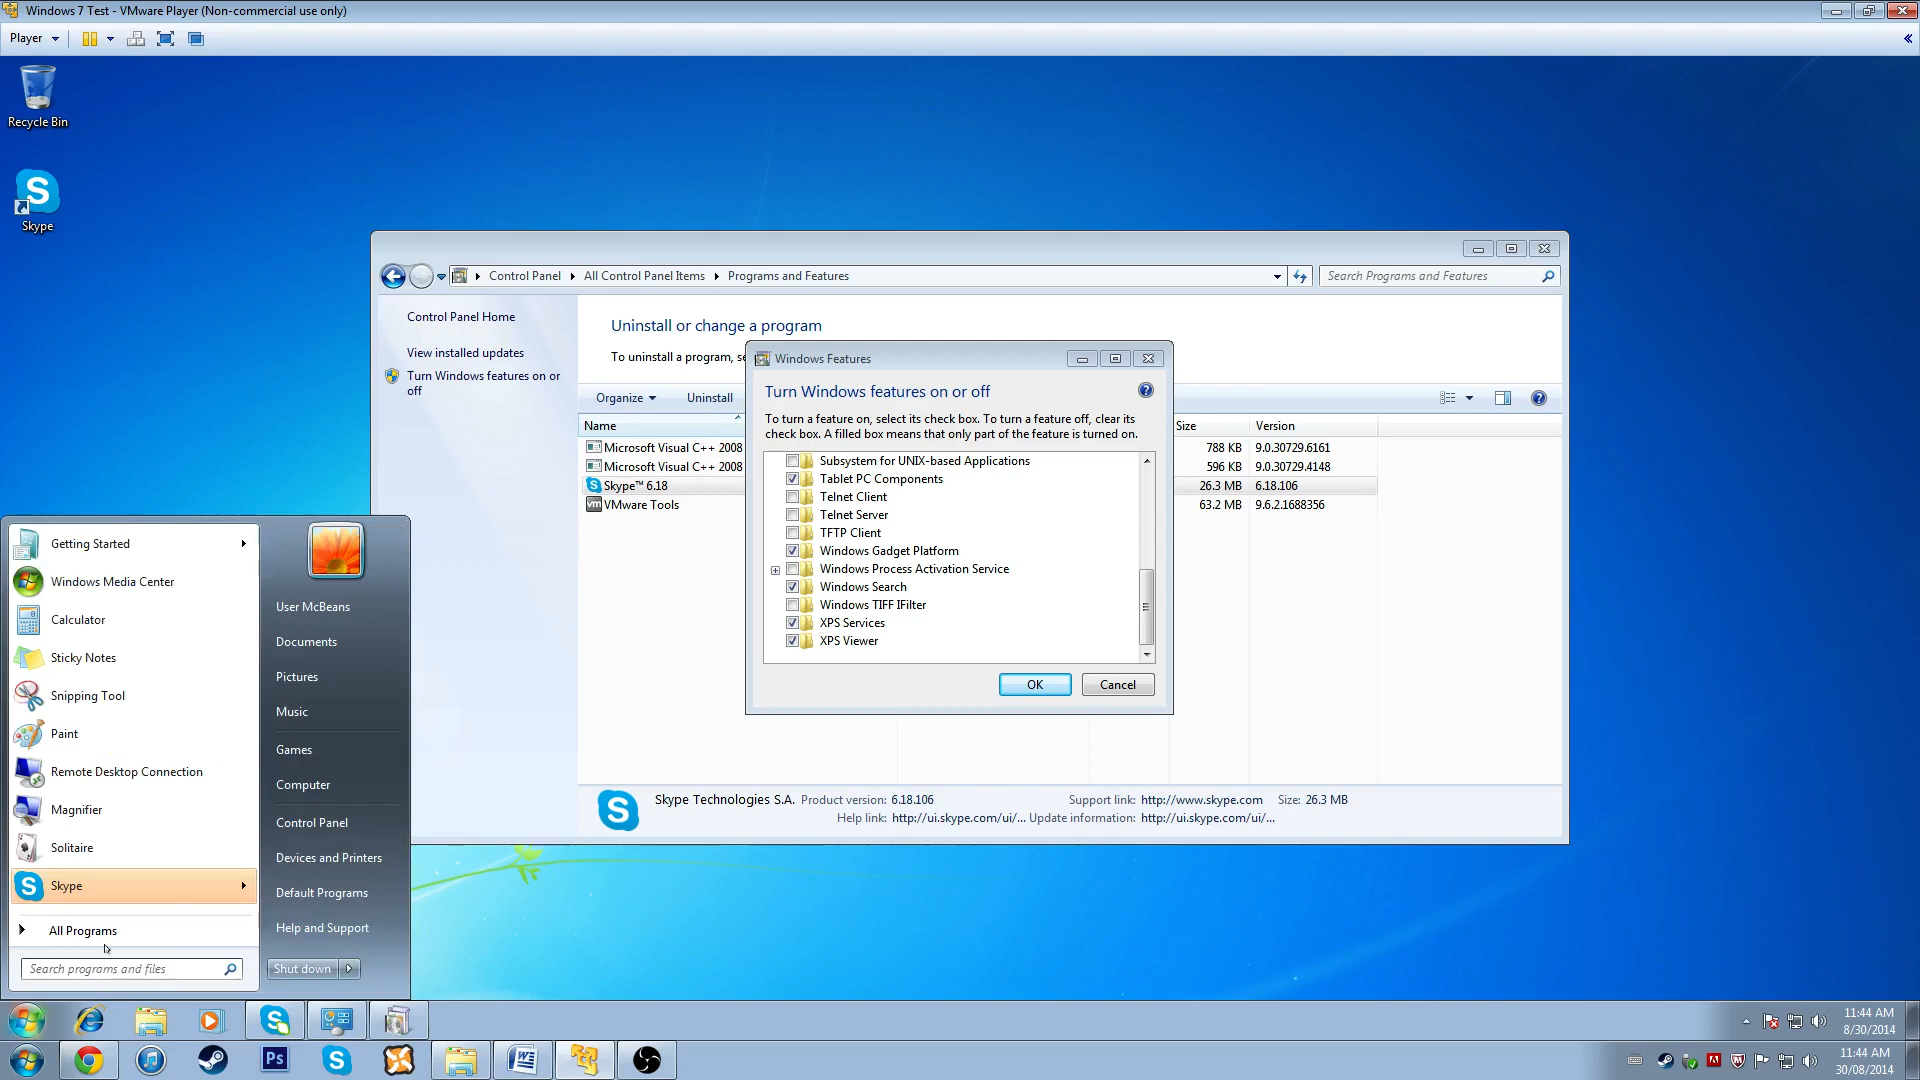 Windows 7 Test - VMware Player (Non-commercial use only)
Player
Recycle Bin
Skype
Control Panel
All Control Panel Items
Programs and Features
Search Programs and Features
Control Panel Home
View installed updates
Turn Windows features on or
off
Uninstall or change a program
To uninstall a program, se
Organize
Uninstall
Name
Size
Version
Microsoft Visual C++ 2008
788 KB
9.0.30729.6161
Microsoft Visual C++ 2008
596 KB
9.0.30729.4148
Skype™ 6.18
26.3 MB
6.18.106
VMware Tools
63.2 MB
9.6.2.1688356
Skype Technologies S.A.
Product version: 6.18.106
Support link: http://www.skype.com
Size: 26.3 MB
Help link: http://ui.skype.com/ui/...
Update information: http://ui.skype.com/ui/...
Windows Features
Turn Windows features on or off
To turn a feature on, select its check box. To turn a feature off, clear its
check box. A filled box means that only part of the feature is turned on.
Subsystem for UNIX-based Applications
Tablet PC Components
Telnet Client
Telnet Server
TFTP Client
Windows Gadget Platform
Windows Process Activation Service
Windows Search
Windows TIFF IFilter
XPS Services
XPS Viewer
OK
Cancel
Getting Started
Windows Media Center
Calculator
Sticky Notes
Snipping Tool
Paint
Remote Desktop Connection
Magnifier
Solitaire
Skype
All Programs
Search programs and files
User McBeans
Documents
Pictures
Music
Games
Computer
Control Panel
Devices and Printers
Default Programs
Help and Support
Shut down
11:44 AM
8/30/2014
Ps
11:44 AM
30/08/2014